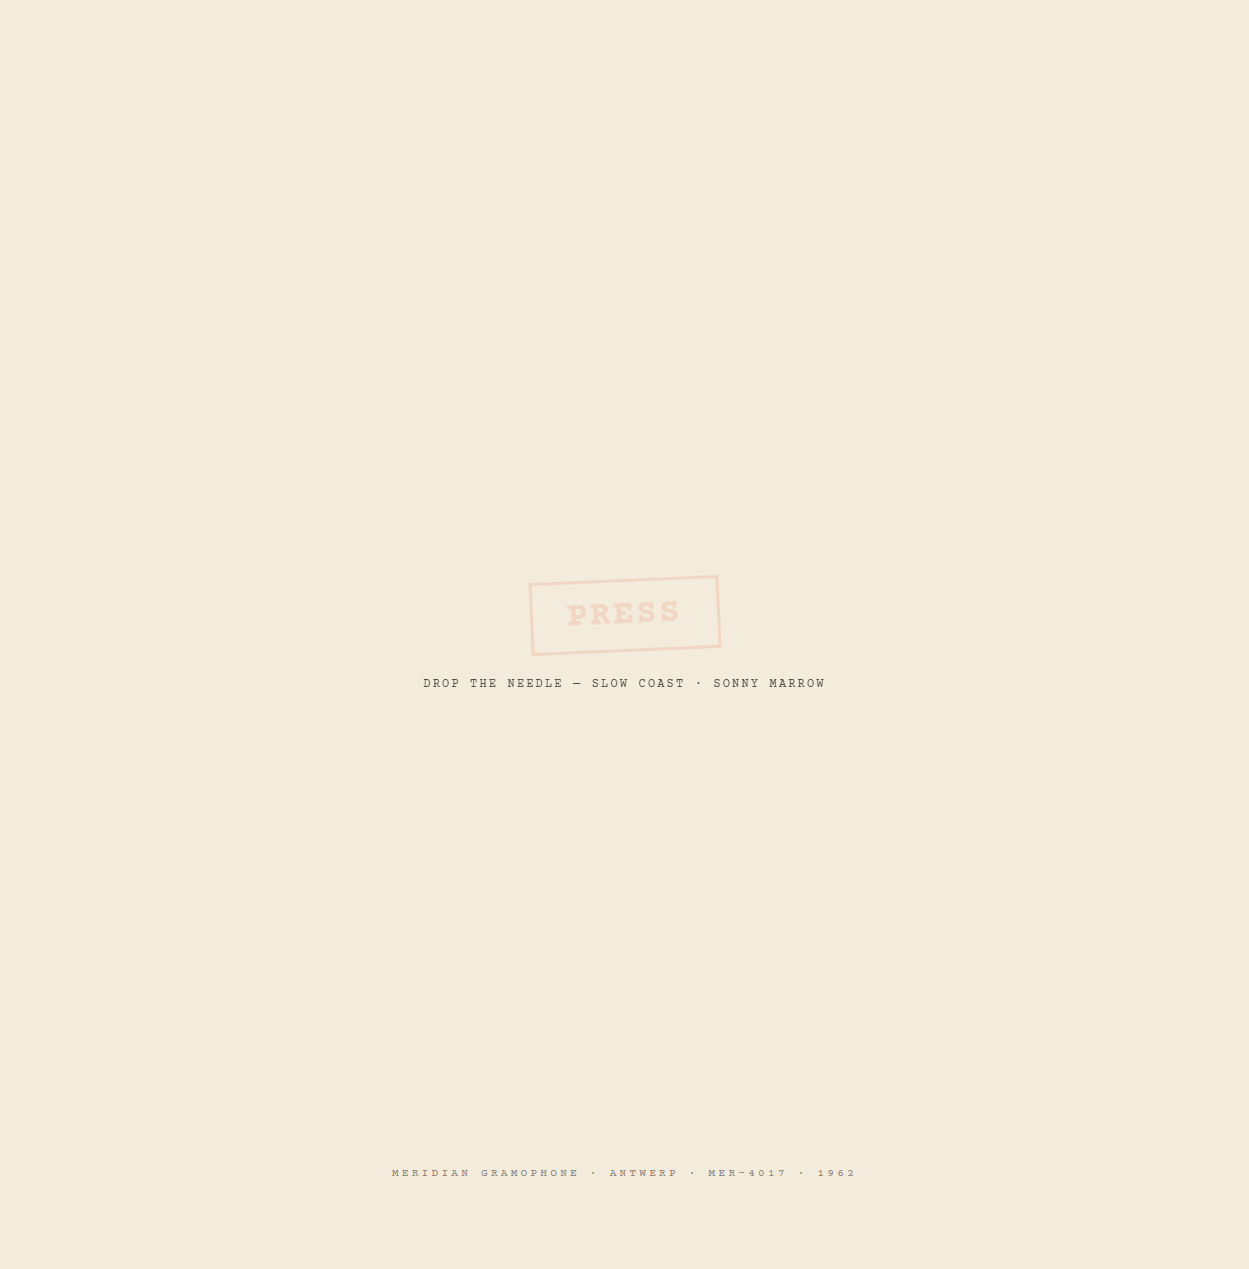 PRESS
DROP THE NEEDLE — SLOW COAST · SONNY MARROW
MERIDIAN GRAMOPHONE · ANTWERP · MER-4017 · 1962